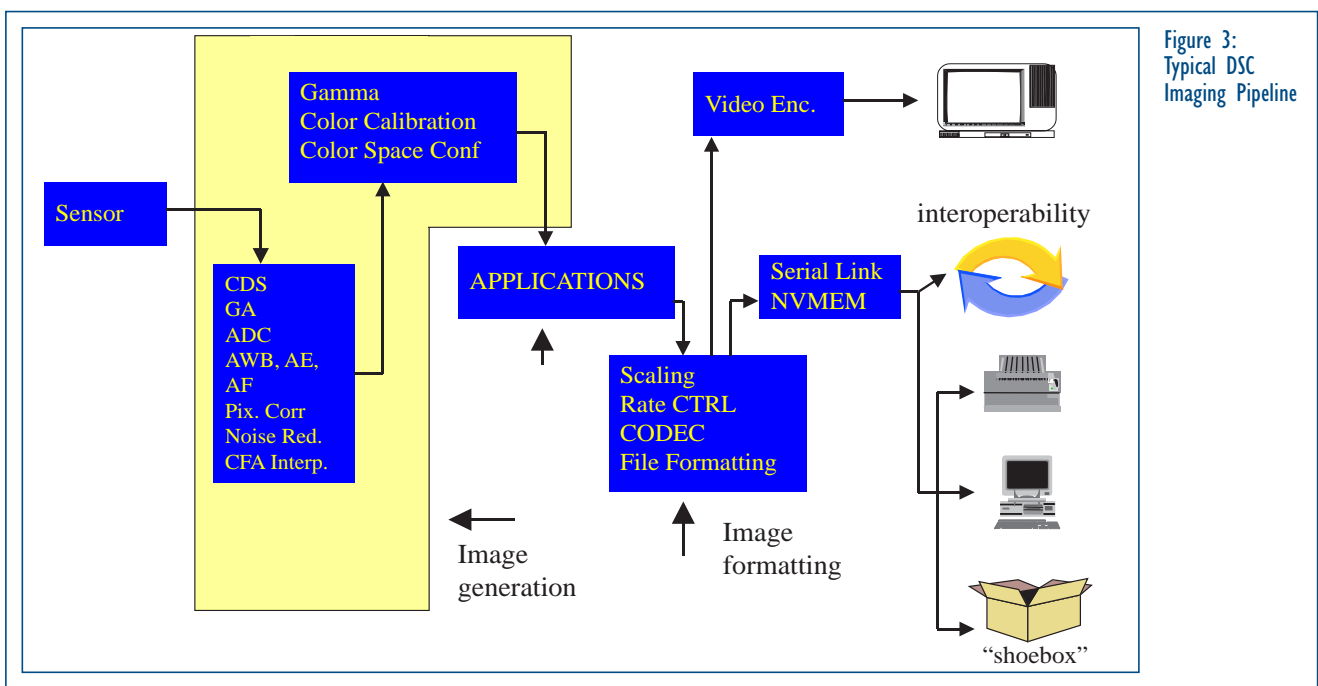 Figure 3:
Typical DSC
Imaging Pipeline
Sensor
CDS
GA
ADC
AWB, AE,
AF
Pix. Corr
Noise Red.
CFA Interp.
Gamma
Color Calibration
Color Space Conf
APPLICATIONS
Scaling
Rate CTRL
CODEC
File Formatting
Video Enc.
Serial Link
NVMEM
interoperability
“shoebox”
Image
generation
Image
formatting